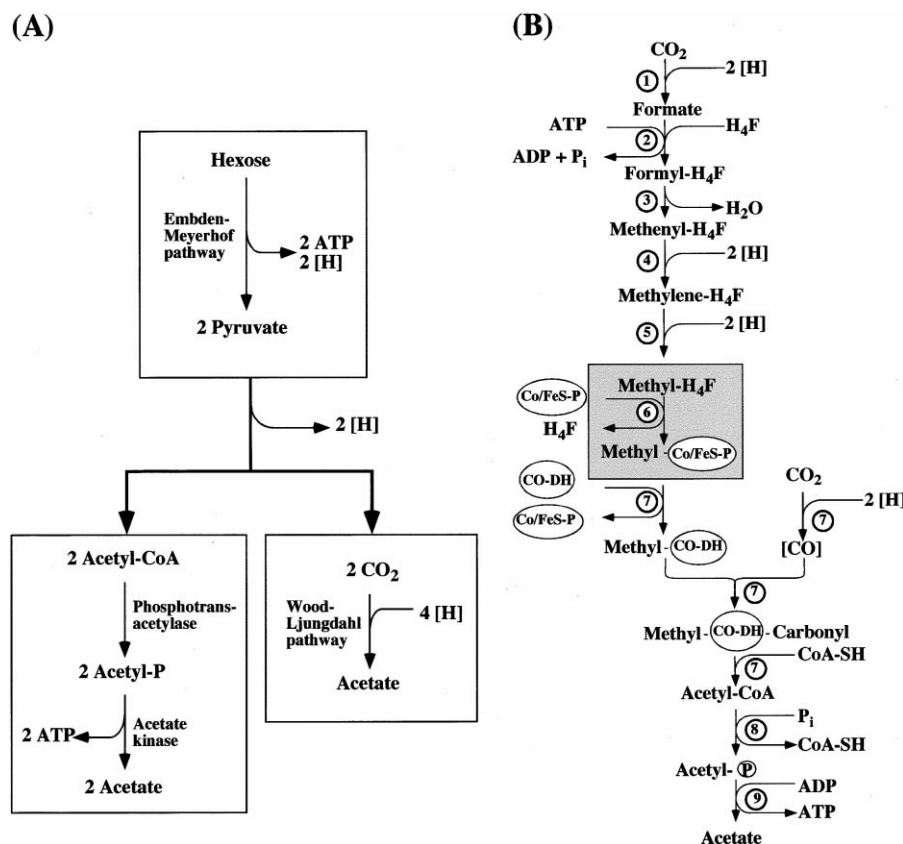 (A)
Hexose
Embden-
Meyerhof
pathway
2 ATP
2 [H]
2 Pyruvate
2 [H]
2 Acetyl-CoA
Phosphotrans-
acetylase
2 Acetyl-P
2 ATP
Acetate
kinase
2 Acetate
2 CO2
Wood-
Ljungdahl
pathway
4 [H]
Acetate
(B)
CO2
1
2 [H]
Formate
ATP
H4F
2
ADP + Pi
Formyl-H4F
3
H2O
Methenyl-H4F
4
2 [H]
Methylene-H4F
5
2 [H]
Methyl-H4F
Co/FeS-P
6
H4F
Methyl - Co/FeS-P
CO-DH
7
Co/FeS-P
Methyl - CO-DH
CO2
2 [H]
7
[CO]
7
Methyl - CO-DH - Carbonyl
CoA-SH
7
Acetyl-CoA
Pi
8
CoA-SH
Acetyl- P
ADP
9
ATP
Acetate